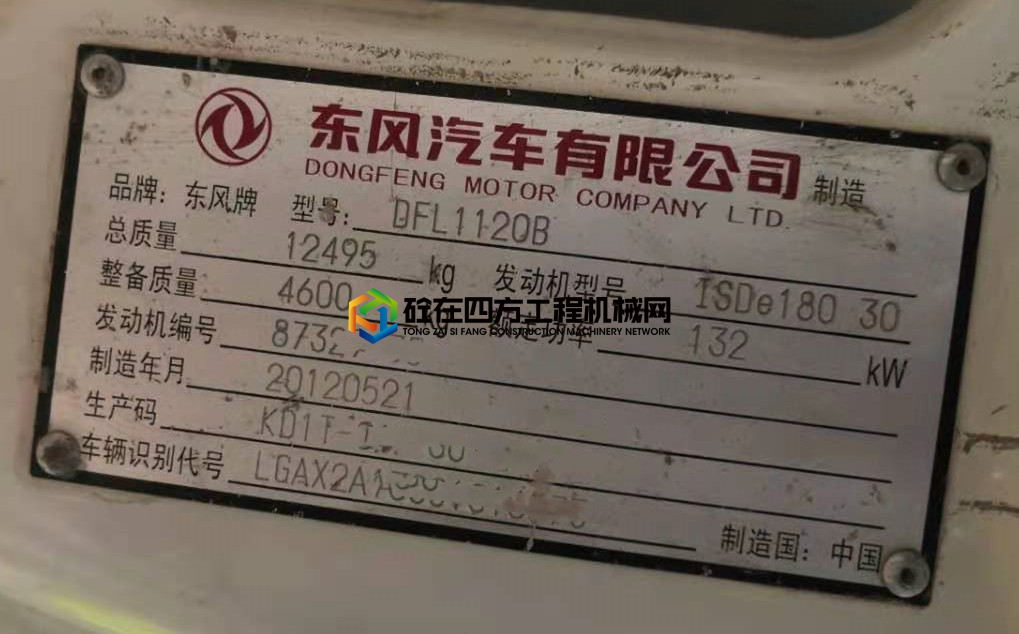 东风汽车有限公司 制造
DONGFENG MOTOR COMPANY LTD.
品牌: 东风牌 型号: DFL1120B
总质量 12495 kg 发动机型号 ISDe180 30
整备质量 4600 额定功率 132 kW
砼在四方工程机械网
TONG ZAI SI FANG CONSTRUCTION MACHINERY NETWORK
发动机编号
制造年月 20120521
生产码
车辆识别代号
制造国: 中国